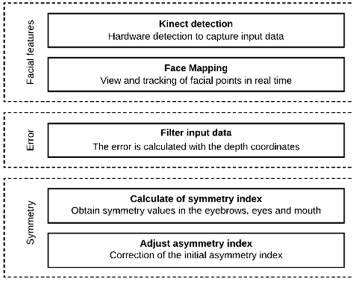 Facial features
Kinect detection
Hardware detection to capture input data
Face Mapping
View and tracking of facial points in real time
Error
Filter input data
The error is calculated with the depth coordinates
Symmetry
Calculate of symmetry index
Obtain symmetry values in the eyebrows, eyes and mouth
Adjust asymmetry index
Correction of the initial asymmetry index